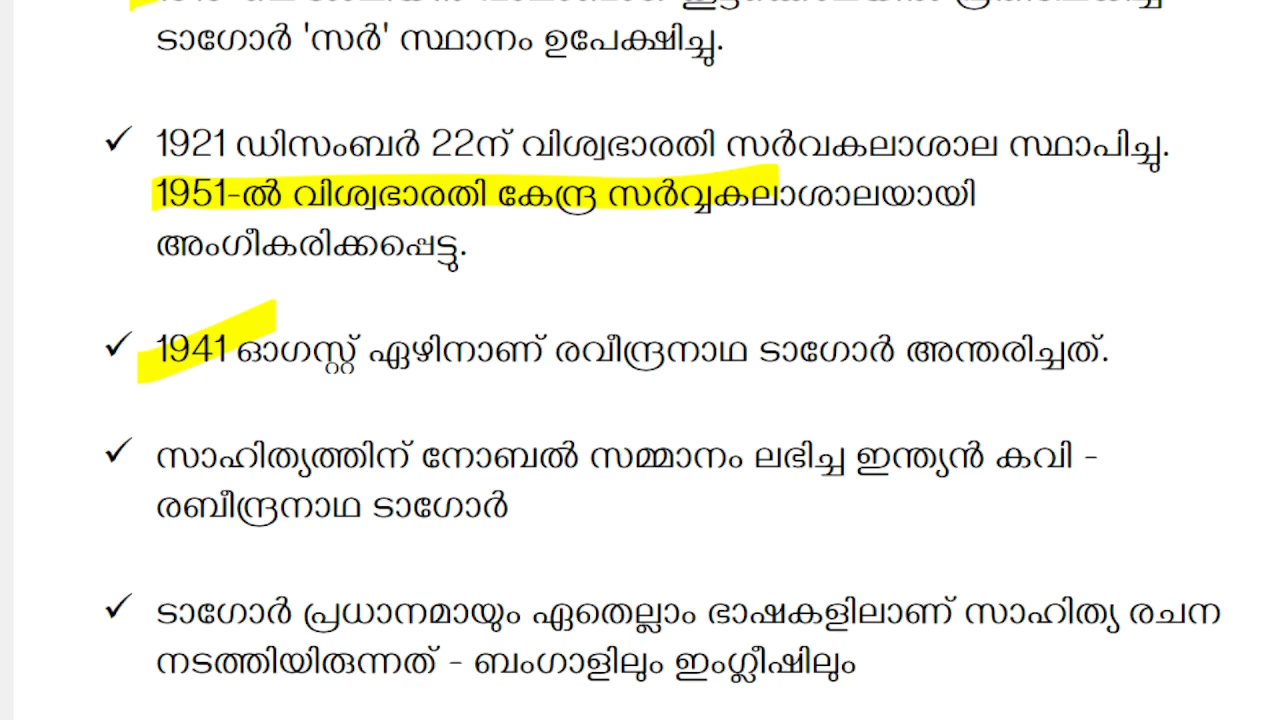 ടാഗോർ 'സർ' സ്ഥാനം ഉപേക്ഷിച്ചു.
✓ 1921 ഡിസംബർ 22ന് വിശ്വഭാരതി സർവകലാശാല സ്ഥാപിച്ചു.
1951-ൽ വിശ്വഭാരതി കേന്ദ്ര സർവ്വകലാശാലയായി
അംഗീകരിക്കപ്പെട്ടു.
✓ 1941 ഓഗസ്റ്റ് ഏഴിനാണ് രവീന്ദ്രനാഥ ടാഗോർ അന്തരിച്ചത്.
✓ സാഹിത്യത്തിന് നോബൽ സമ്മാനം ലഭിച്ച ഇന്ത്യൻ കവി -
രബീന്ദ്രനാഥ ടാഗോർ
✓ ടാഗോർ പ്രധാനമായും ഏതെല്ലാം ഭാഷകളിലാണ് സാഹിത്യ രചന
നടത്തിയിരുന്നത് - ബംഗാളിലും ഇംഗ്ലീഷിലും